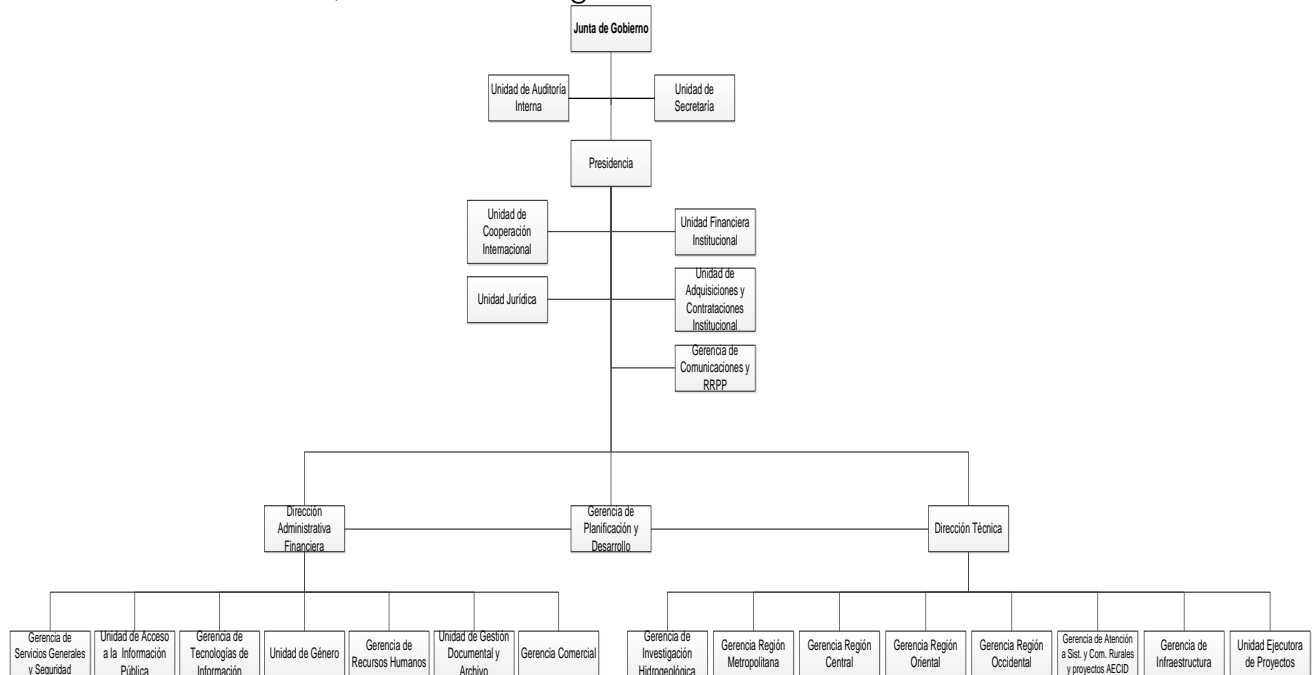 Junta de Gobierno
Unidad de Auditoría
Interna
Unidad de
Secretaría
Presidencia
Unidad de
Cooperación
Internacional
Unidad Financiera
Institucional
Unidad Jurídica
Unidad de
Adquisiciones y
Contrataciones
Institucional
Gerencia de
Comunicaciones y
RRPP
Dirección
Administrativa
Financiera
Gerencia de
Planificación y
Desarrollo
Dirección Técnica
Gerencia de
Servicios Generales
y Seguridad
Unidad de Acceso
a la Información
Pública
Gerencia de
Tecnologías de
Información
Unidad de Género
Gerencia de
Recursos Humanos
Unidad de Gestión
Documental y
Archivo
Gerencia Comercial
Gerencia de
Investigación
Hidrogeológica
Gerencia Región
Metropolitana
Gerencia Región
Central
Gerencia Región
Oriental
Gerencia Región
Occidental
Gerencia de Atención
a Sist. y Com. Rurales
y proyectos AECID
Gerencia de
Infraestructura
Unidad Ejecutora
de Proyectos